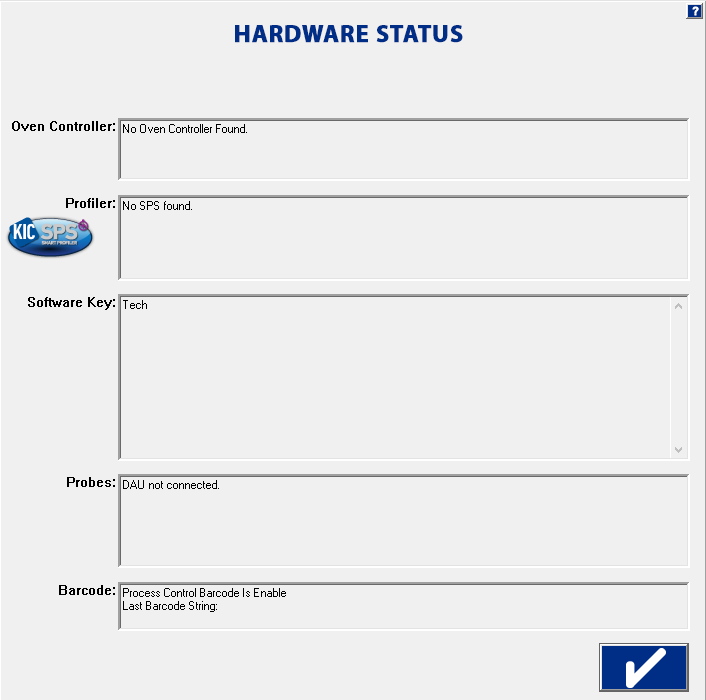 ?
HARDWARE STATUS
Oven Controller:
No Oven Controller Found.
Profiler:
No SPS found.
KIC SPS
SMART PROFILER
Software Key:
Tech
Probes:
DAU not connected.
Barcode:
Process Control Barcode Is Enable
Last Barcode String: